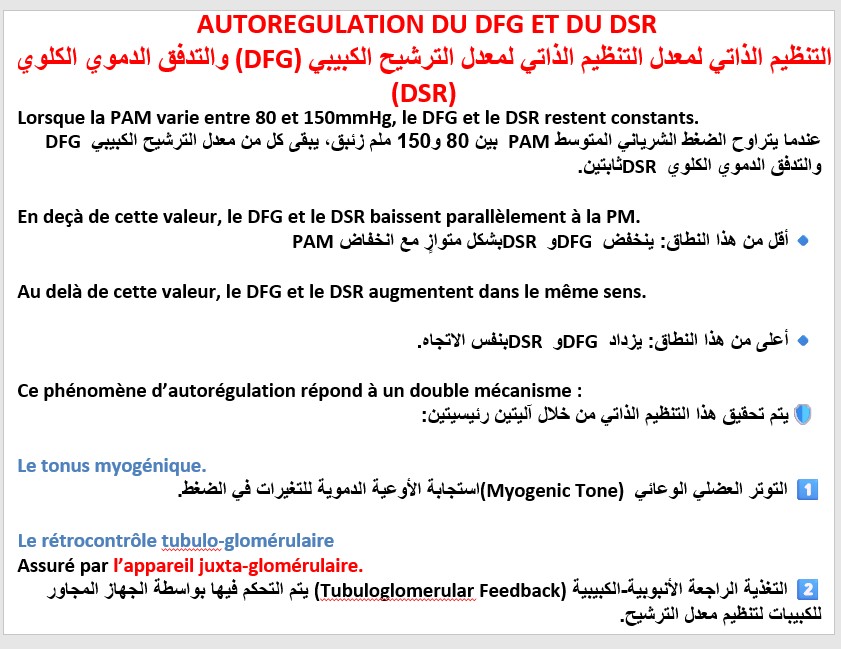 AUTOREGULATION DU DFG ET DU DSR
التنظيم الذاتي لمعدل التنظيم الذاتي لمعدل الترشيح الكبيبي (DFG) والتدفق الدموي الكلوي
(DSR)
Lorsque la PAM varie entre 80 et 150mmHg, le DFG et le DSR restent constants.
عندما يتراوح الضغط الشرياني المتوسط PAM بين 80 و150 ملم زئبق، يبقى كل من معدل الترشيح الكبيبي DFG
والتدفق الدموي الكلوي DSRثابتين.
En deçà de cette valeur, le DFG et le DSR baissent parallèlement à la PM.
🔹 أقل من هذا النطاق: ينخفض DFGو DSRبشكل متوازٍ مع انخفاض PAM
Au delà de cette valeur, le DFG et le DSR augmentent dans le même sens.
🔹 أعلى من هذا النطاق: يزداد DFGو DSRبنفس الاتجاه.
Ce phénomène d’autorégulation répond à un double mécanisme :
🛡 يتم تحقيق هذا التنظيم الذاتي من خلال آليتين رئيسيتين:
Le tonus myogénique.
1️⃣ التوتر العضلي الوعائي (Myogenic Tone)استجابة الأوعية الدموية للتغيرات في الضغط.
Le rétrocontrôle tubulo-glomérulaire
Assuré par l’appareil juxta-glomérulaire.
2️⃣ التغذية الراجعة الأنبوبية-الكبيبية (Tubuloglomerular Feedback) يتم التحكم فيها بواسطة الجهاز المجاور
للكبيبات لتنظيم معدل الترشيح.